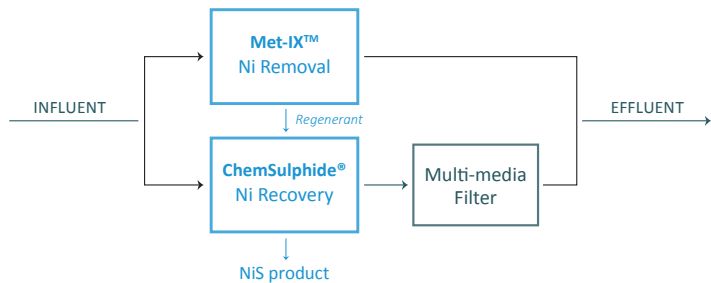 Met-IX™
Ni Removal
INFLUENT
EFFLUENT
Regenerant
ChemSulphide®
Ni Recovery
Multi-media
Filter
NiS product